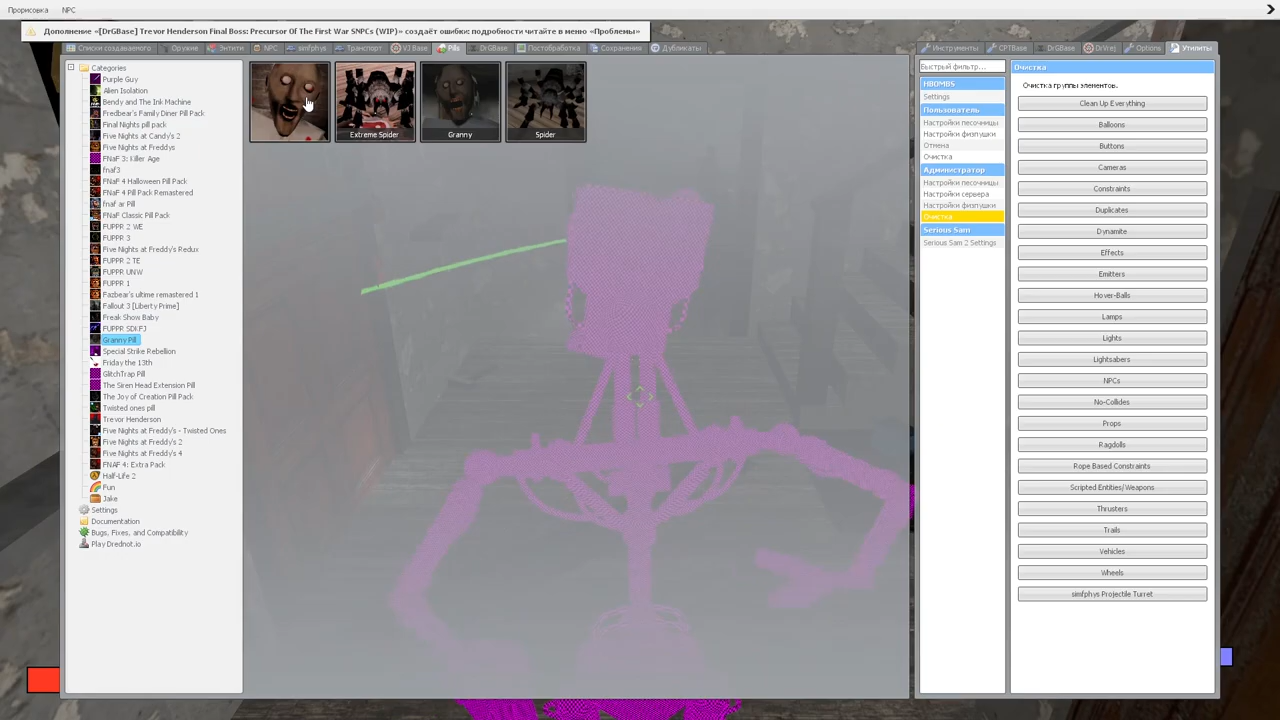 Прорисовка NPC
Дополнение «[DrGBase] Trevor Henderson Final Boss: Precursor Of The First War SNPCs (WIP)» создаёт ошибки: подробности читайте в меню «Проблемы»
Списки создаваемого Оружие Энтити NPC simfphys Транспорт VJ Base Pills DrGBase Постобработка Сохранения Дубликаты
Инструменты CPTBase DrGBase DrVrej Options Утилиты
Categories
Purple Guy
Alien Isolation
Bendy and The Ink Machine
Fredbear's Family Diner Pill Pack
Final Nights pill pack
Five Nights at Candy's 2
Five Nights at Freddys
FNaF 3: Killer Age
fnaf3
FNAF 4 Halloween Pill Pack
FNAF 4 Pill Pack Remastered
fnaf ar Pill
FNaF Classic Pill Pack
FUPPR 2 WE
FUPPR 3
Five Nights at Freddy's Redux
FUPPR 2 TE
FUPPR UNW
FUPPR 1
Fazbear's ultime remastered 1
Fallout 3 [Liberty Prime]
Freak Show Baby
FUPPR SDI.FJ
Granny Pill
Special Strike Rebellion
Friday the 13th
GlitchTrap Pill
The Siren Head Extension Pill
The Joy of Creation Pill Pack
Twisted ones pill
Trevor Henderson
Five Nights at Freddy's - Twisted Ones
Five Nights at Freddy's 2
Five Nights at Freddy's 4
FNAF 4: Extra Pack
Half-Life 2
Fun
Jake
Settings
Documentation
Bugs, Fixes, and Compatibility
Play Drednot.io
Extreme Spider
Granny
Spider
Быстрый фильтр...
HBOMBS
Settings
Пользователь
Настройки песочницы
Настройки физпушки
Отмена
Очистка
Администратор
Настройки песочницы
Настройки сервера
Настройки физпушки
Очистка
Serious Sam
Serious Sam 2 Settings
Очистка
Очистка группы элементов.
Clean Up Everything
Balloons
Buttons
Cameras
Constraints
Duplicates
Dynamite
Effects
Emitters
Hover-Balls
Lamps
Lights
Lightsabers
NPCs
No-Collides
Props
Ragdolls
Rope Based Constraints
Scripted Entities/Weapons
Thrusters
Trails
Vehicles
Wheels
simfphys Projectile Turret